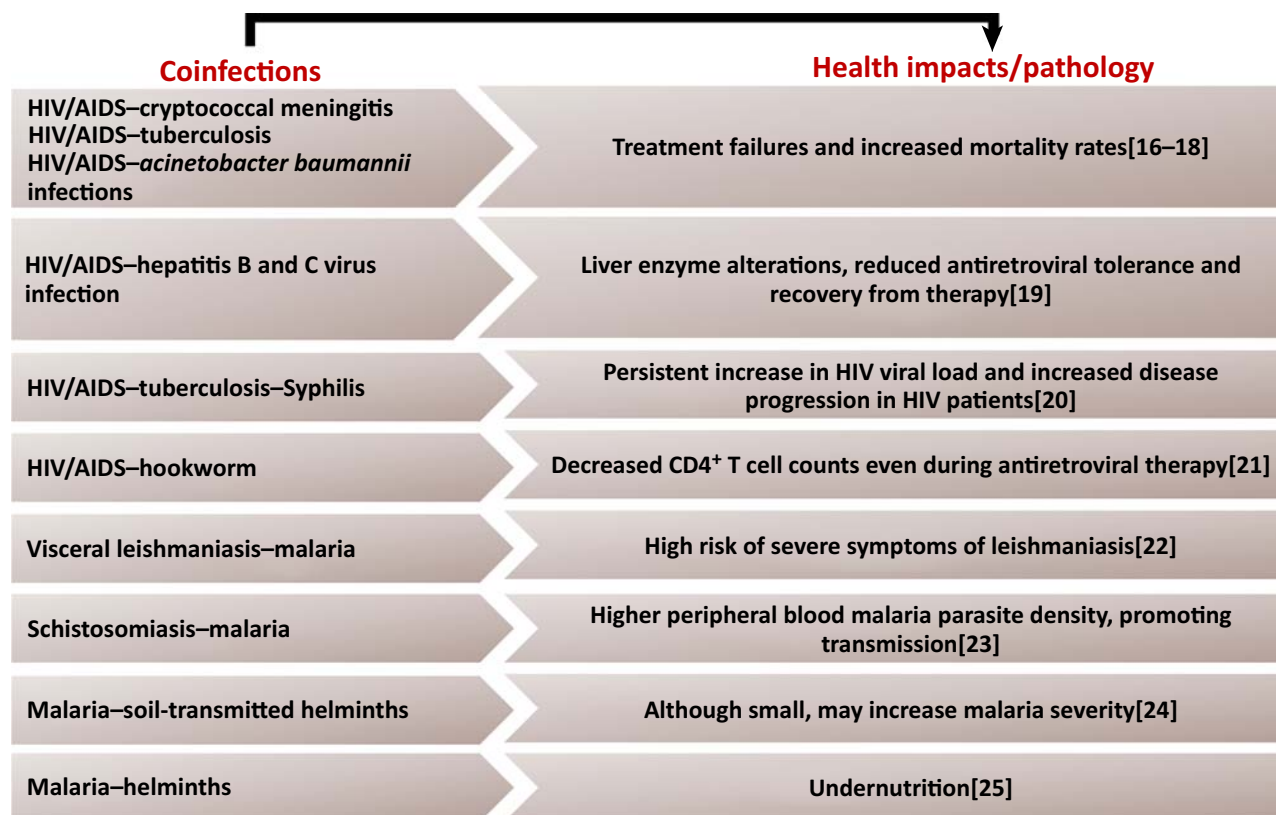 Coinfections
Health impacts/pathology
HIV/AIDS–cryptococcal meningitis
HIV/AIDS–tuberculosis
HIV/AIDS–acinetobacter baumannii
infections
Treatment failures and increased mortality rates[16–18]
HIV/AIDS–hepatitis B and C virus
infection
Liver enzyme alterations, reduced antiretroviral tolerance and
recovery from therapy[19]
HIV/AIDS–tuberculosis–Syphilis
Persistent increase in HIV viral load and increased disease
progression in HIV patients[20]
HIV/AIDS–hookworm
Decreased CD4⁺ T cell counts even during antiretroviral therapy[21]
Visceral leishmaniasis–malaria
High risk of severe symptoms of leishmaniasis[22]
Schistosomiasis–malaria
Higher peripheral blood malaria parasite density, promoting
transmission[23]
Malaria–soil-transmitted helminths
Although small, may increase malaria severity[24]
Malaria–helminths
Undernutrition[25]